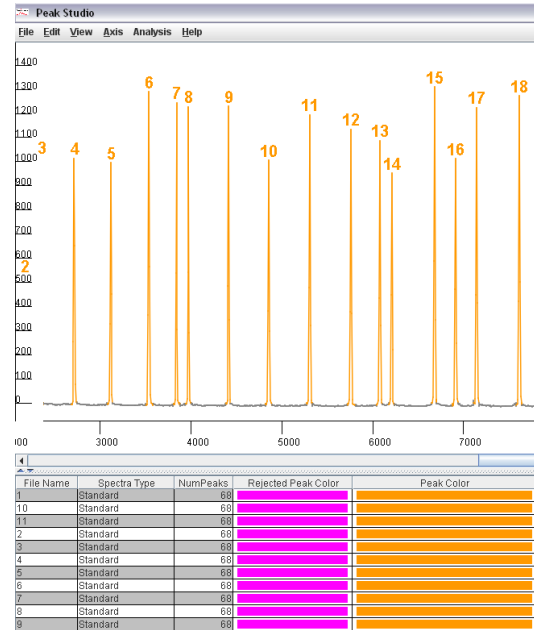 Peak Studio
File Edit View Axis Analysis Help
1400
1300
1200
1100
1000
900
800
700
600
500
400
300
200
100
0
2
3
4
5
6
7
8
9
10
11
12
13
14
15
16
17
18
000 3000 4000 5000 6000 7000
File Name Spectra Type NumPeaks Rejected Peak Color Peak Color
1 Standard 68
10 Standard 68
11 Standard 68
2 Standard 68
3 Standard 68
4 Standard 68
5 Standard 68
6 Standard 68
7 Standard 68
8 Standard 68
9 Standard 68